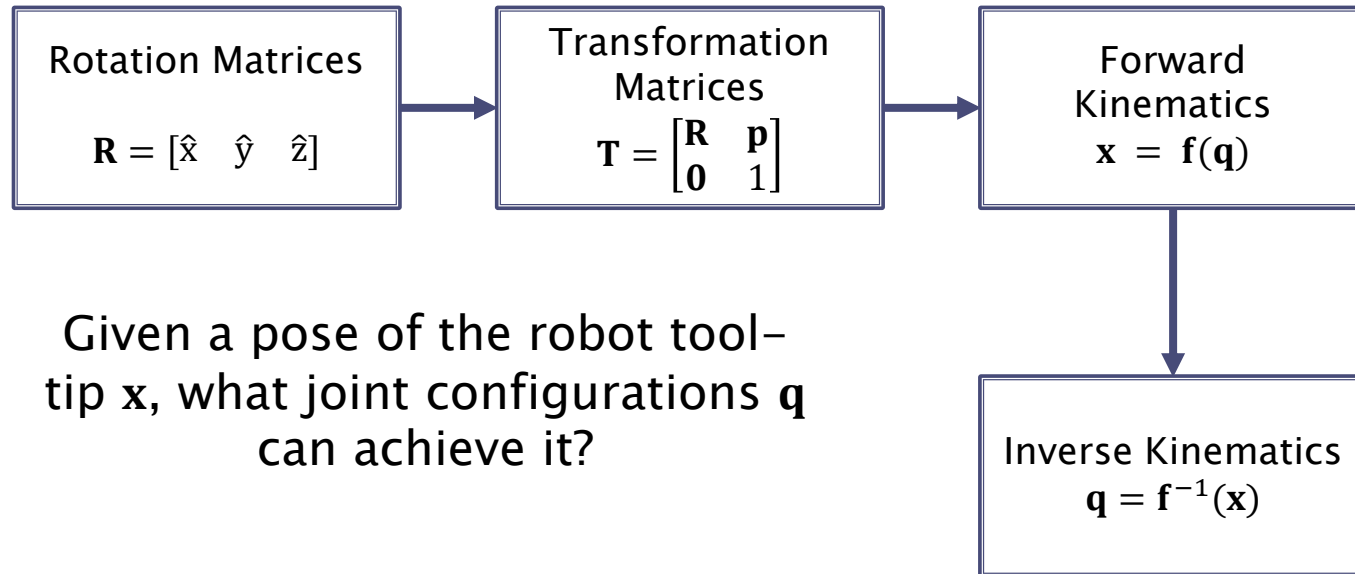 Rotation Matrices
𝐑 = [x̂ ŷ ẑ]
Transformation
Matrices
𝐓 = [𝐑 𝐩
𝟎 1]
Forward
Kinematics
𝐱 = 𝐟(𝐪)
Given a pose of the robot tool-
tip 𝐱, what joint configurations 𝐪
can achieve it?
Inverse Kinematics
𝐪 = 𝐟⁻¹(𝐱)